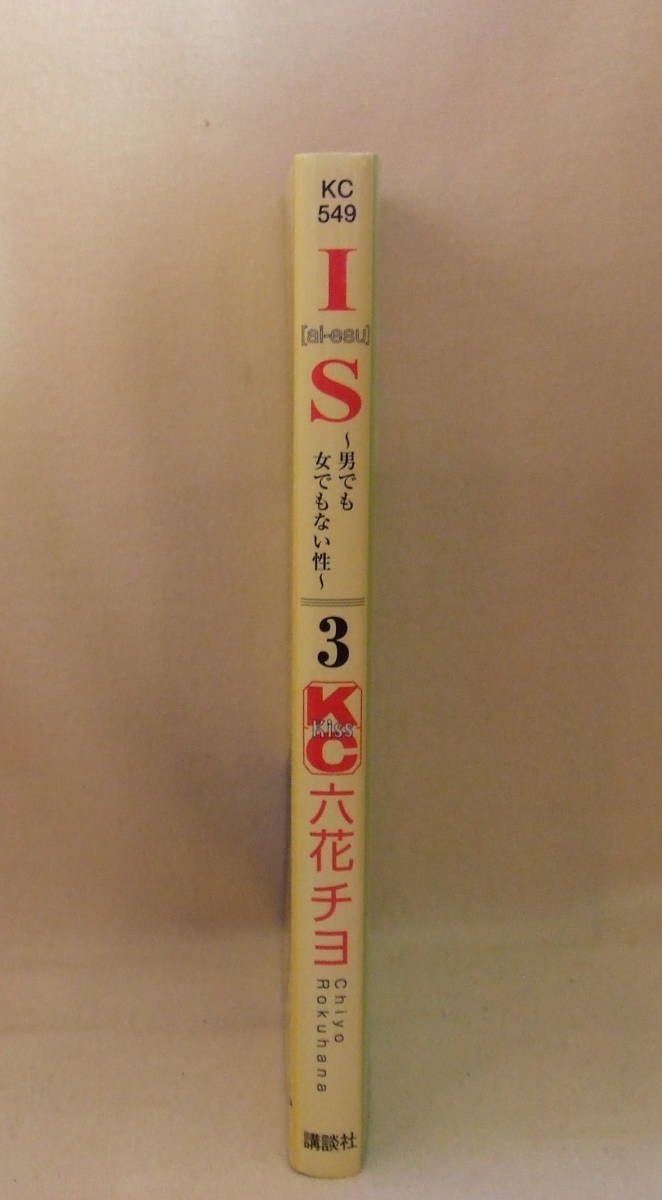 KC
549
I
[ai-esu]
S
～男でも
女でもない性～
3
K
Kiss
C
六花チヨ
Chiyo
Rokuhana
講談社